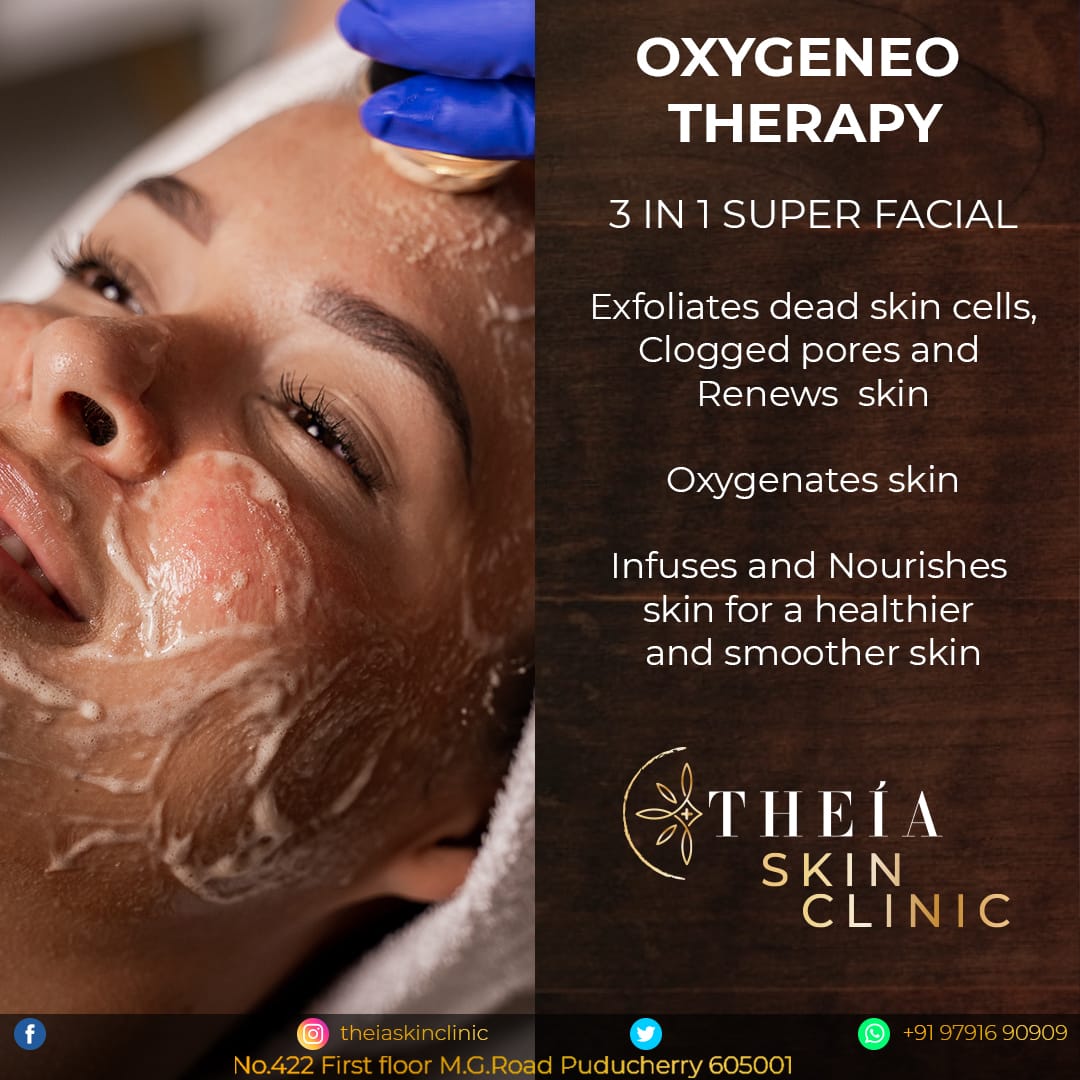 OXYGENEO
THERAPY
3 IN 1 SUPER FACIAL
Exfoliates dead skin cells,
Clogged pores and
Renews  skin
Oxygenates skin
Infuses and Nourishes
skin for a healthier
and smoother skin
THEÍA
SKIN
CLINIC
theiaskinclinic
+91 97916 90909
No.422 First floor M.G.Road Puducherry 605001